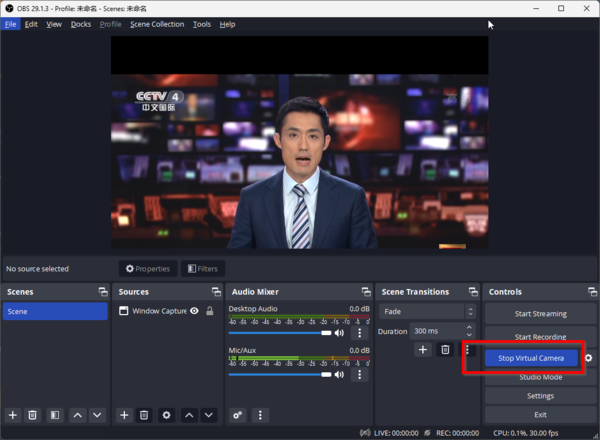 OBS 29.1.3 - Profile: 未命名 - Scenes: 未命名
File Edit View Docks Profile Scene Collection Tools Help
CCTV 4
中文国际
No source selected Properties Filters
Scenes Sources Audio Mixer Scene Transitions Controls
Scene
Window Capture
Desktop Audio 0.0 dB
-60 -55 -50 -45 -40 -35 -30 -25 -20 -15 -10 -5 0
Mic/Aux 0.0 dB
-60 -55 -50 -45 -40 -35 -30 -25 -20 -15 -10 -5 0
Fade
Duration 300 ms
Start Streaming
Start Recording
Stop Virtual Camera
Studio Mode
Settings
Exit
LIVE: 00:00:00 REC: 00:00:00 CPU: 0.1%, 30.00 fps